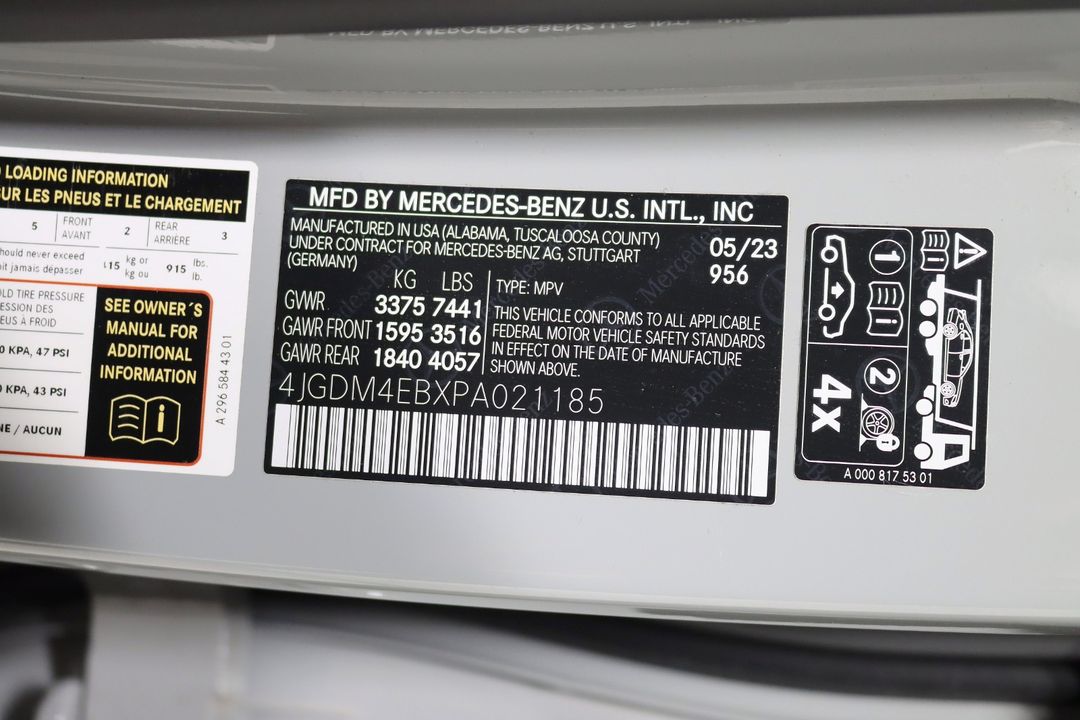 LOADING INFORMATION
UR LES PNEUS ET LE CHARGEMENT
5 FRONT AVANT 2 REAR ARRIÈRE 3
hould never exceed
it jamais dépasser
415 kg or kg ou 915 lbs. lb.
LD TIRE PRESSURE
ESSION DES
EUS À FROID
0 KPA, 47 PSI
0 KPA, 43 PSI
NE / AUCUN
SEE OWNER´S
MANUAL FOR
ADDITIONAL
INFORMATION
i
A 296 584 43 01
MFD BY MERCEDES-BENZ U.S. INTL., INC
MANUFACTURED IN USA (ALABAMA, TUSCALOOSA COUNTY)
UNDER CONTRACT FOR MERCEDES-BENZ AG, STUTTGART
(GERMANY)
05/23
956
KG LBS
GVWR 3375 7441
GAWR FRONT 1595 3516
GAWR REAR 1840 4057
TYPE: MPV
THIS VEHICLE CONFORMS TO ALL APPLICABLE
FEDERAL MOTOR VEHICLE SAFETY STANDARDS
IN EFFECT ON THE DATE OF MANUFACTURE
SHOWN ABOVE.
4JGDM4EBXPA021185
1
2
4x
A 000 817 53 01